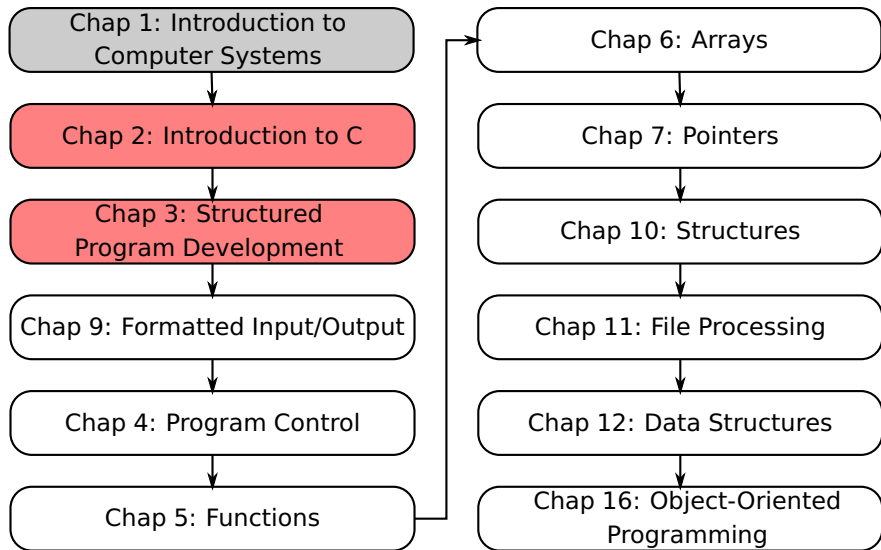 Chap 1: Introduction to
Computer Systems
Chap 2: Introduction to C
Chap 3: Structured
Program Development
Chap 9: Formatted Input/Output
Chap 4: Program Control
Chap 5: Functions
Chap 6: Arrays
Chap 7: Pointers
Chap 10: Structures
Chap 11: File Processing
Chap 12: Data Structures
Chap 16: Object-Oriented
Programming